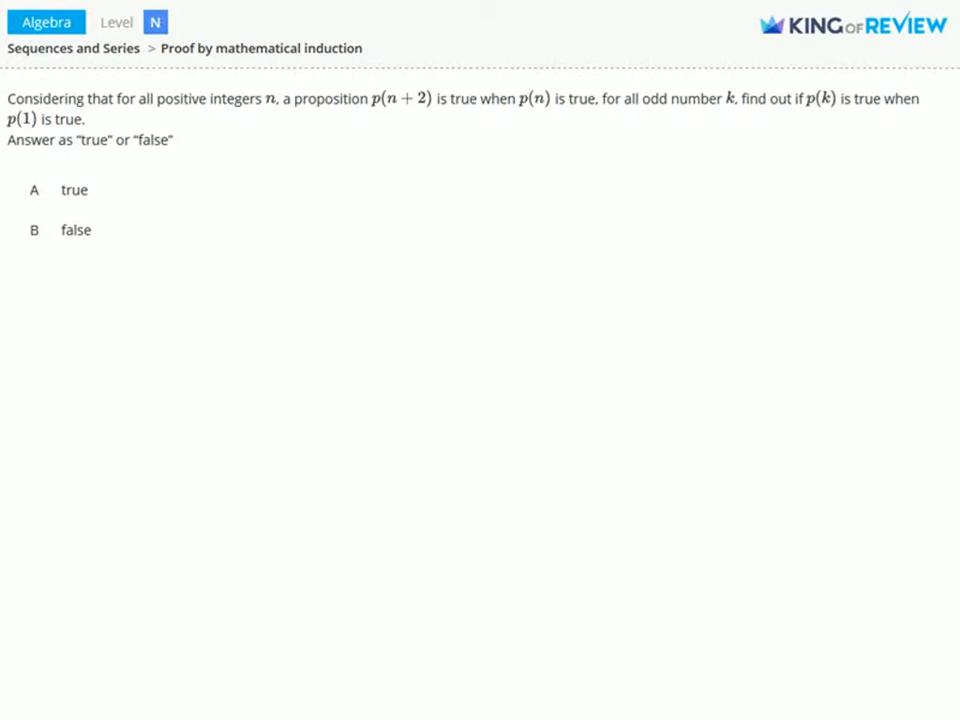 Algebra Level N KINGOFREVIEW
Sequences and Series > Proof by mathematical induction
Considering that for all positive integers n, a proposition p(n + 2) is true when p(n) is true, for all odd number k, find out if p(k) is true when
p(1) is true.
Answer as “true” or “false”
A true
B false